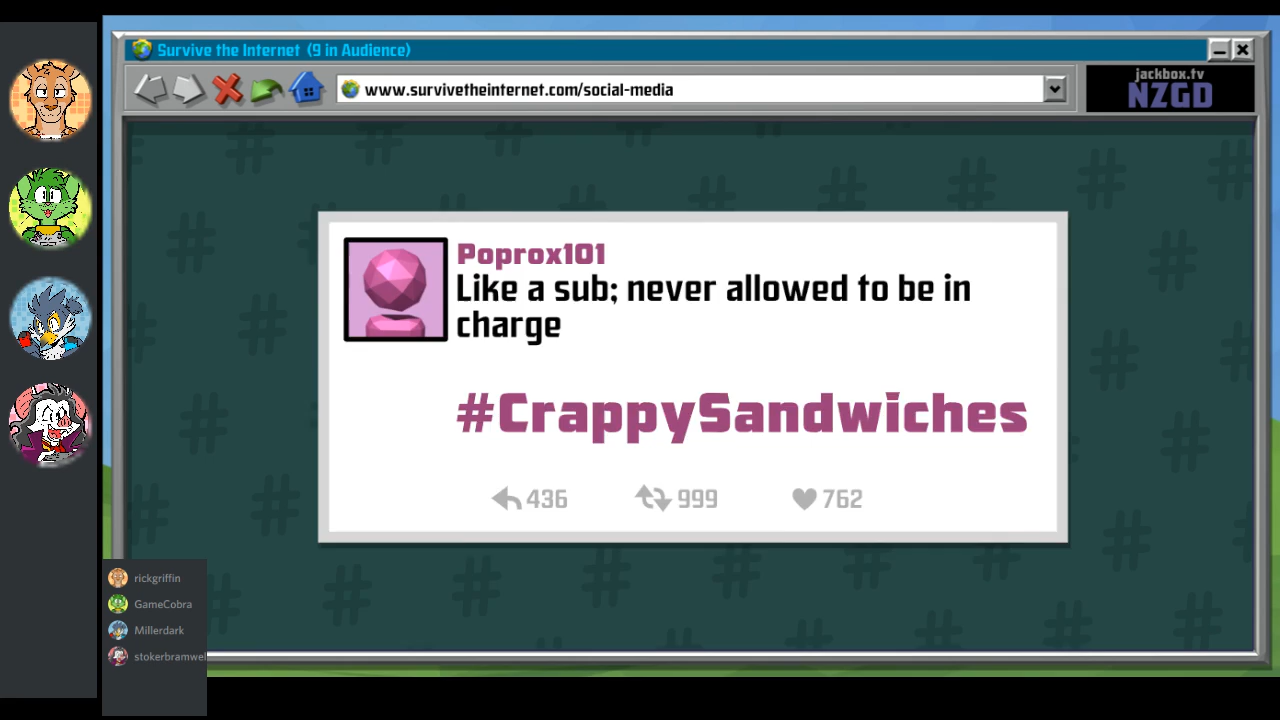 Survive the Internet (9 in Audience)
www.survivetheinternet.com/social-media
jackbox.tv
NZGD
Poprox101
Like a sub; never allowed to be in
charge
#CrappySandwiches
436 999 762
rickgriffin
GameCobra
Millerdark
stokerbramwel